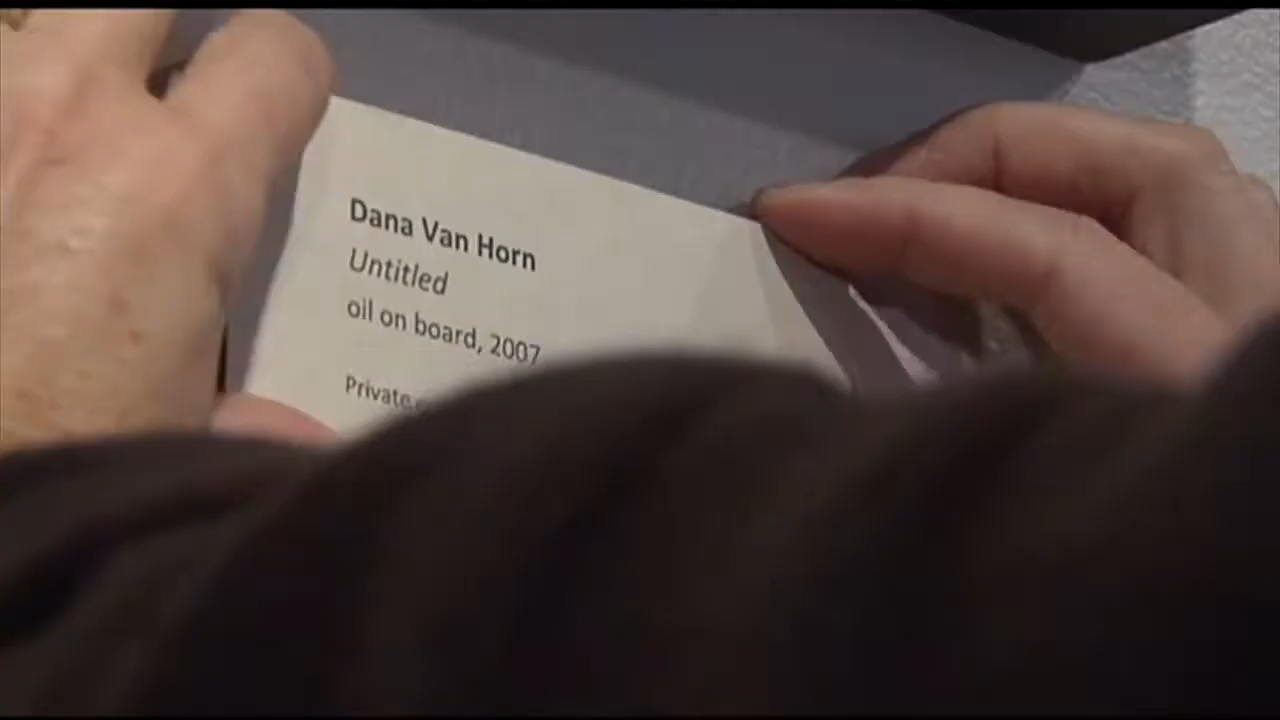 Dana Van Horn
Untitled
oil on board, 2007
Private